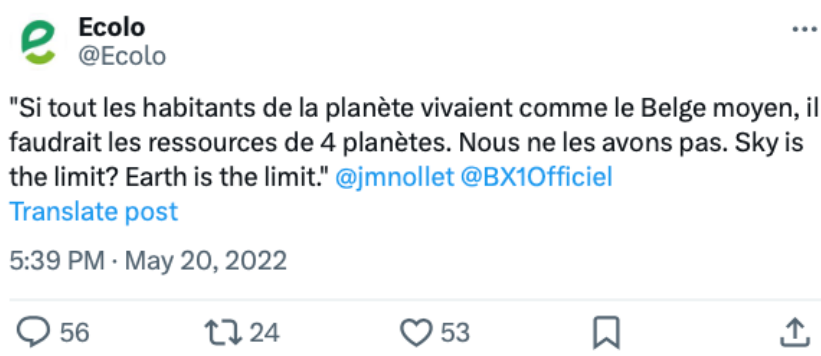 Ecolo
@Ecolo
"Si tout les habitants de la planète vivaient comme le Belge moyen, il
faudrait les ressources de 4 planètes. Nous ne les avons pas. Sky is
the limit? Earth is the limit." @jmnollet @BX1Officiel
Translate post
5:39 PM · May 20, 2022
56 24 53